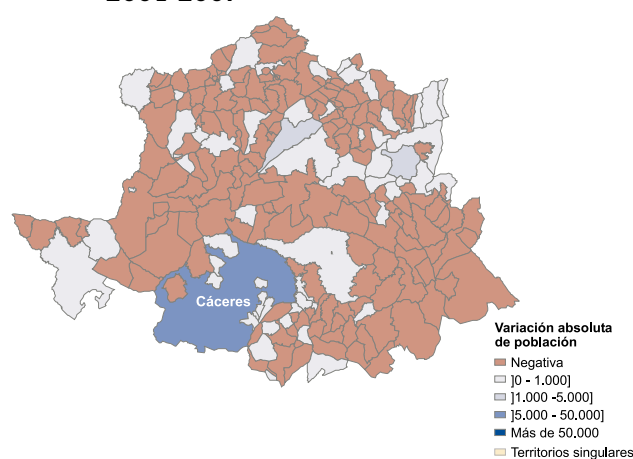 Cáceres
Variación absoluta
de población
Negativa
]0 - 1.000]
]1.000 -5.000]
]5.000 - 50.000]
Más de 50.000
Territorios singulares